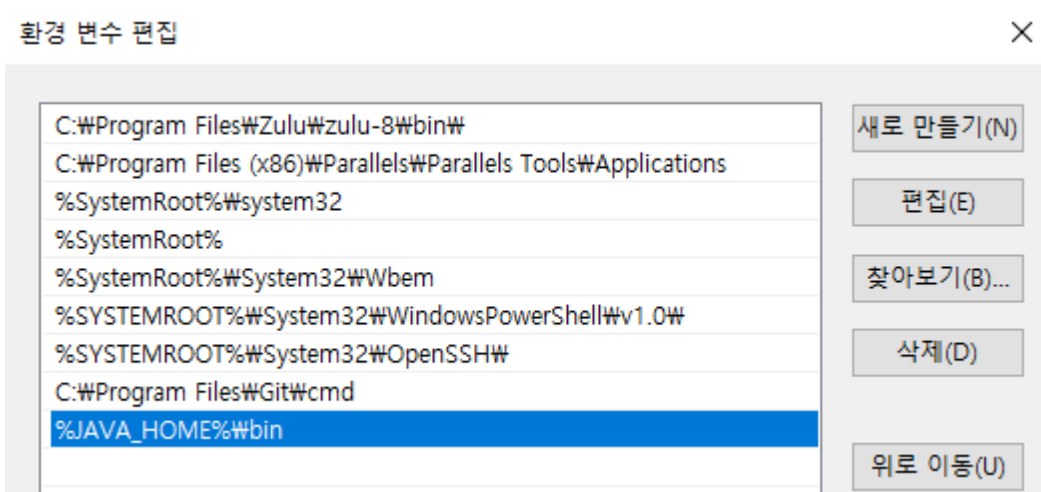 환경 변수 편집
C:₩Program Files₩Zulu₩zulu-8₩bin₩
새로 만들기(N)
C:₩Program Files (x86)₩Parallels₩Parallels Tools₩Applications
%SystemRoot%₩system32
편집(E)
%SystemRoot%
%SystemRoot%₩System32₩Wbem
찾아보기(B)...
%SYSTEMROOT%₩System32₩WindowsPowerShell₩v1.0₩
%SYSTEMROOT%₩System32₩OpenSSH₩
삭제(D)
C:₩Program Files₩Git₩cmd
%JAVA_HOME%₩bin
위로 이동(U)